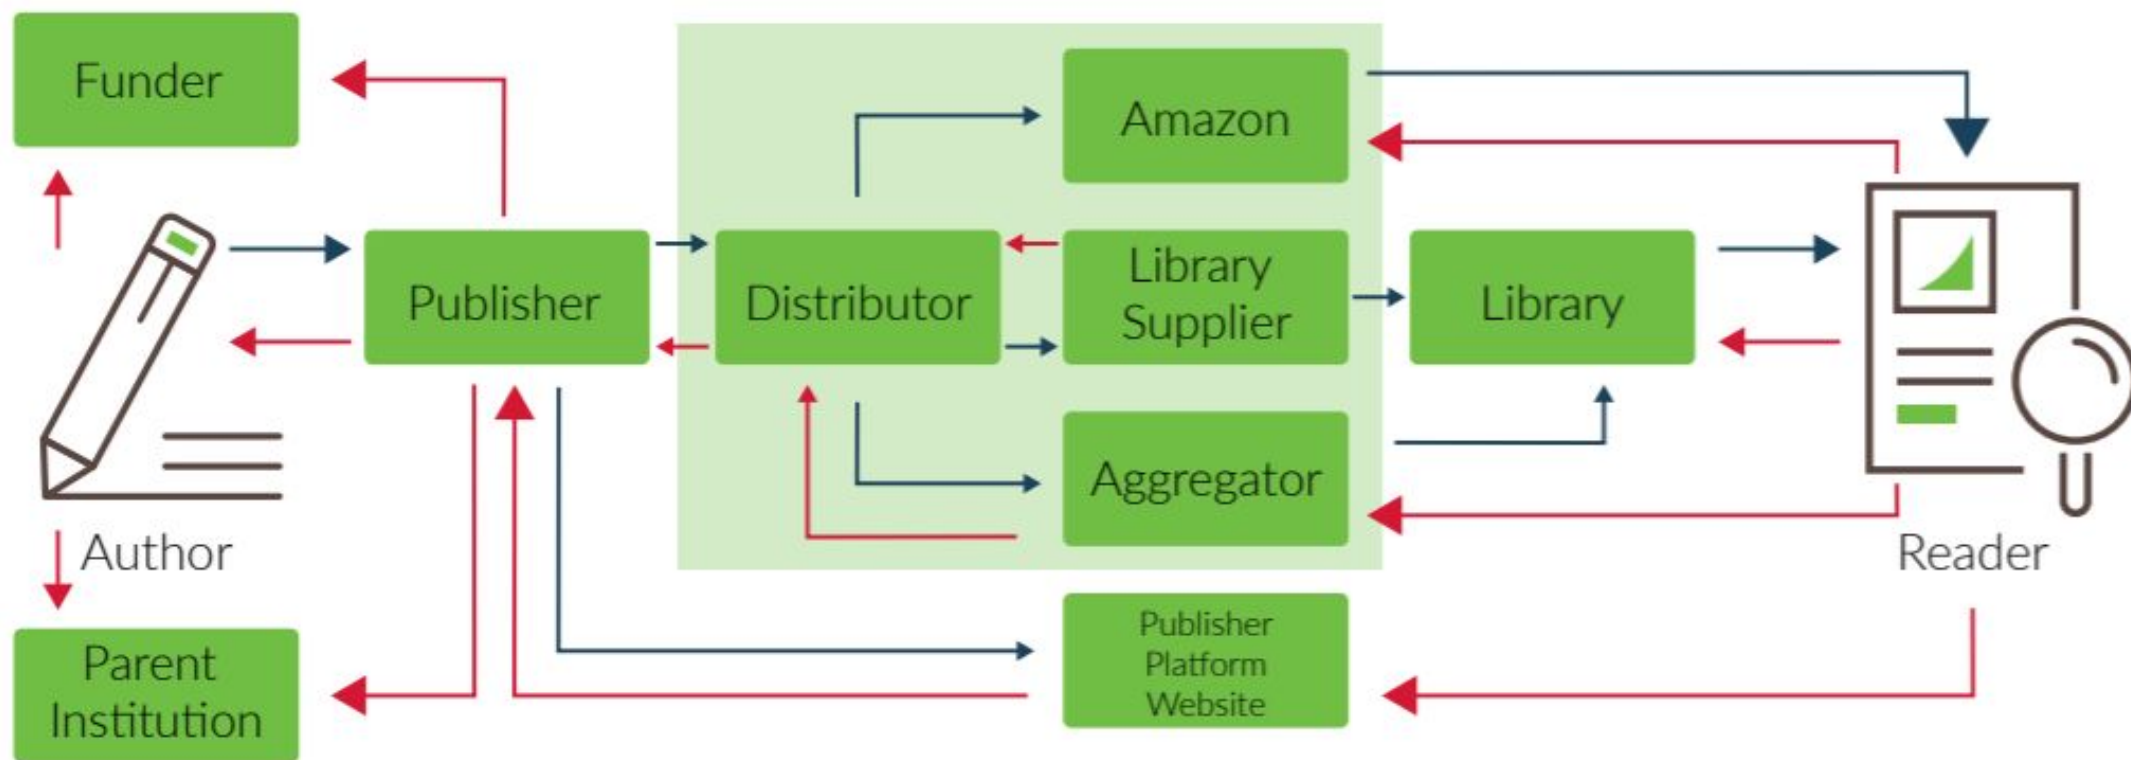 Funder
Amazon
Publisher
Distributor
Library
Supplier
Library
Aggregator
Author
Reader
Parent
Institution
Publisher
Platform
Website